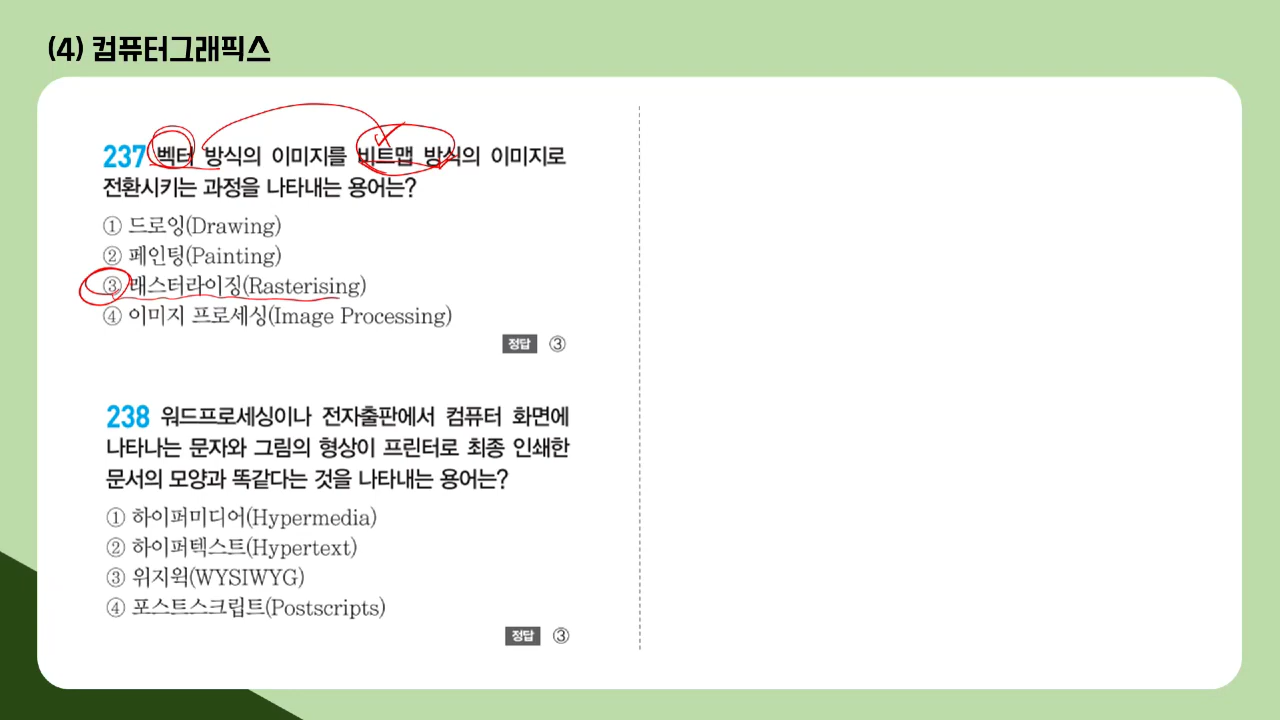 (4) 컴퓨터그래픽스
237 벡터 방식의 이미지를 비트맵 방식의 이미지로
전환시키는 과정을 나타내는 용어는?
① 드로잉(Drawing)
② 페인팅(Painting)
③ 래스터라이징(Rasterising)
④ 이미지 프로세싱(Image Processing)
정답 ③
238 워드프로세싱이나 전자출판에서 컴퓨터 화면에
나타나는 문자와 그림의 형상이 프린터로 최종 인쇄한
문서의 모양과 똑같다는 것을 나타내는 용어는?
① 하이퍼미디어(Hypermedia)
② 하이퍼텍스트(Hypertext)
③ 위지윅(WYSIWYG)
④ 포스트스크립트(Postscripts)
정답 ③